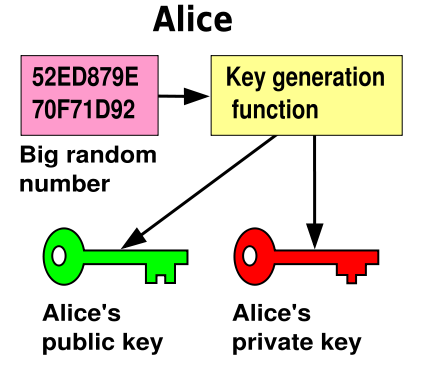 Alice
52ED879E
70F71D92
Key generation
function
Big random
number
Alice's
public key
Alice's
private key